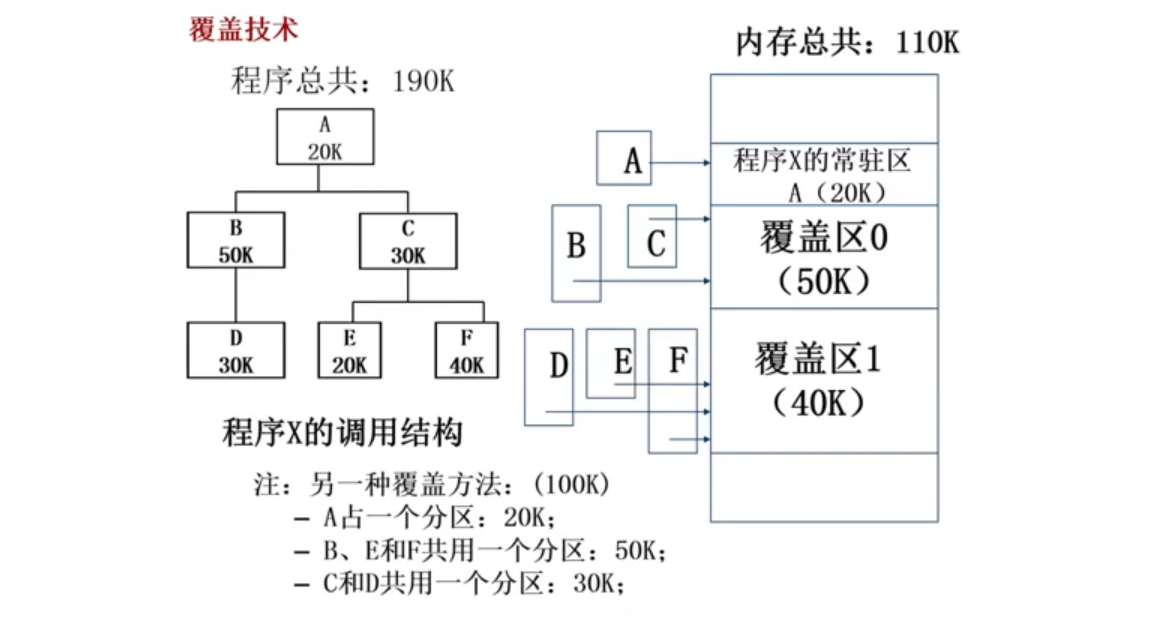 覆盖技术
程序总共：190K
A
20K
B
50K
C
30K
D
30K
E
20K
F
40K
程序X的调用结构
内存总共：110K
A
程序X的常驻区
A（20K）
B
C
覆盖区0
（50K）
D
E
F
覆盖区1
（40K）
注：另一种覆盖方法：(100K)
– A占一个分区：20K；
– B、E和F共用一个分区：50K；
– C和D共用一个分区：30K；